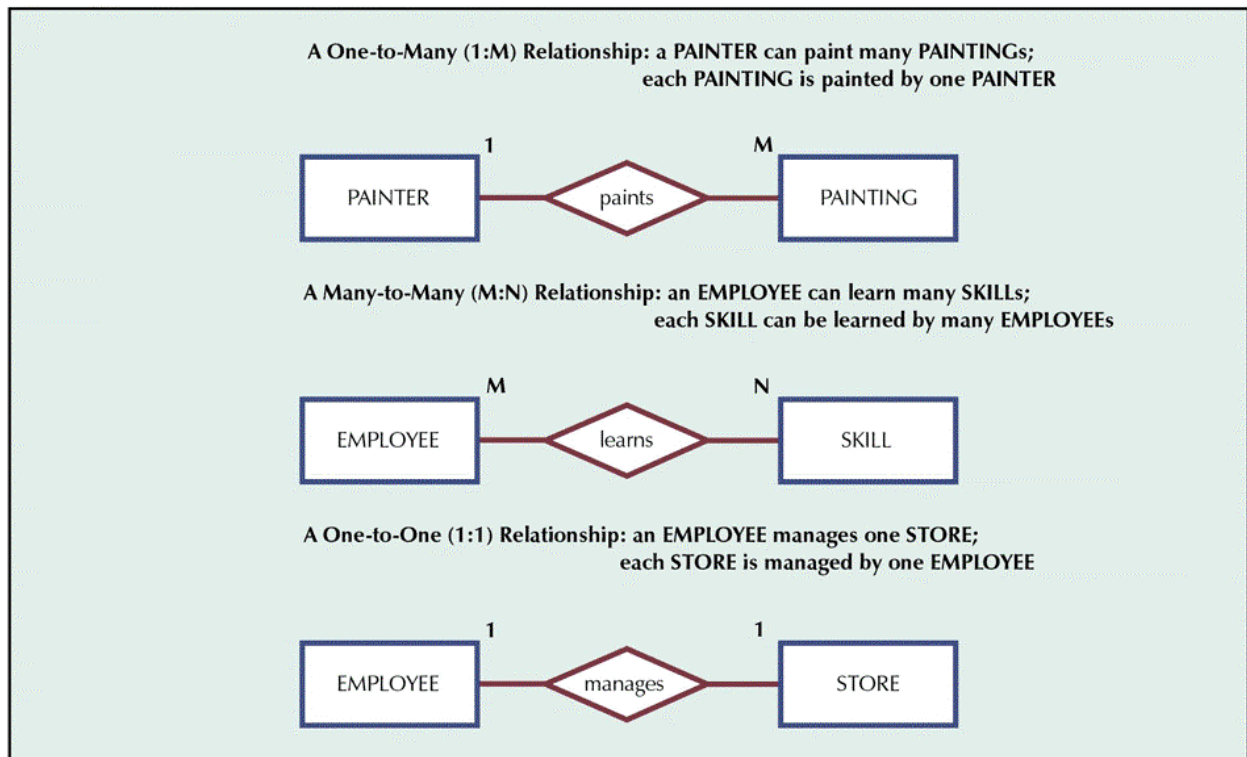 A One-to-Many (1:M) Relationship: a PAINTER can paint many PAINTINGs;
each PAINTING is painted by one PAINTER
1 M
PAINTER paints PAINTING
A Many-to-Many (M:N) Relationship: an EMPLOYEE can learn many SKILLs;
each SKILL can be learned by many EMPLOYEEs
M N
EMPLOYEE learns SKILL
A One-to-One (1:1) Relationship: an EMPLOYEE manages one STORE;
each STORE is managed by one EMPLOYEE
1 1
EMPLOYEE manages STORE